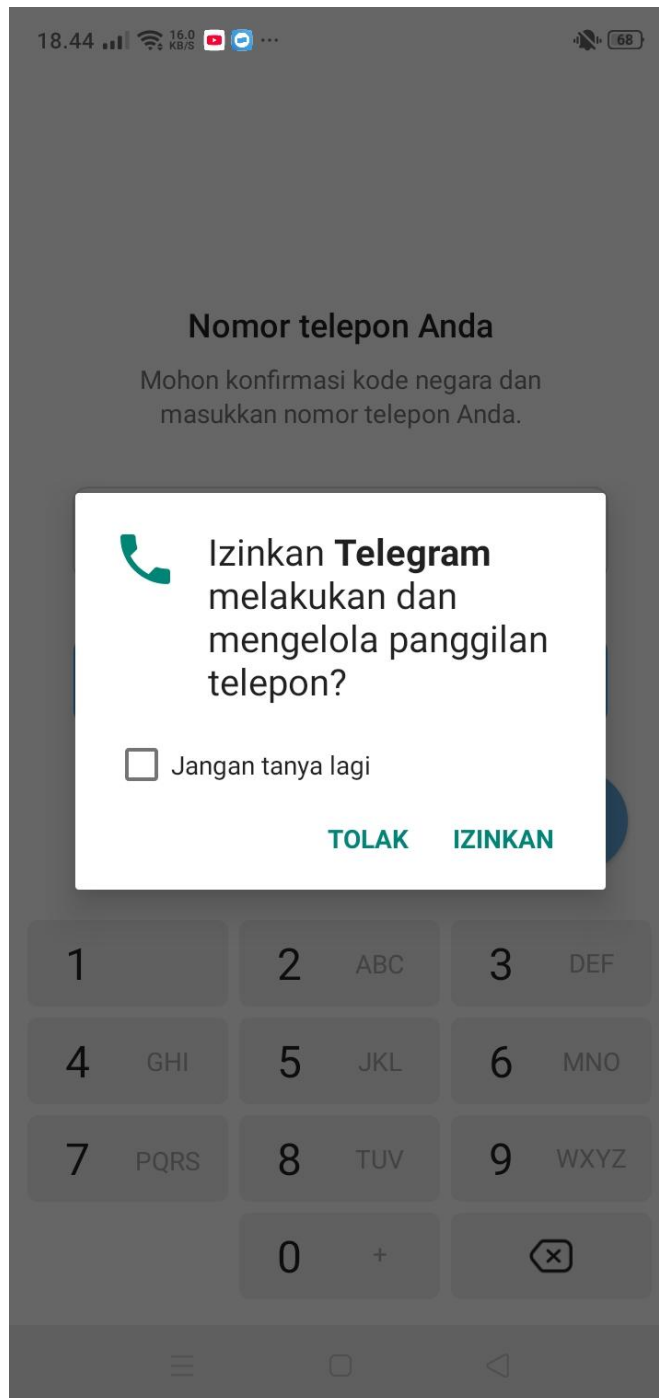 18.44 16.0 KB/S ... 68
Nomor telepon Anda
Mohon konfirmasi kode negara dan
masukkan nomor telepon Anda.
Izinkan Telegram
melakukan dan
mengelola panggilan
telepon?
Jangan tanya lagi
TOLAK IZINKAN
1 2 ABC 3 DEF
4 GHI 5 JKL 6 MNO
7 PQRS 8 TUV 9 WXYZ
0 +